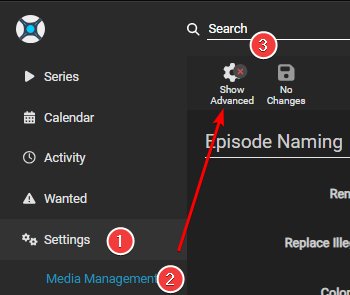 Search
3
Show
Advanced
No
Changes
Series
Calendar
Activity
Wanted
Settings
1
Media Management
2
Episode Naming
Replace Ille